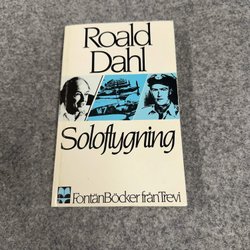 Roald
Dahl
Soloflygning
FontänBöcker från Trevi